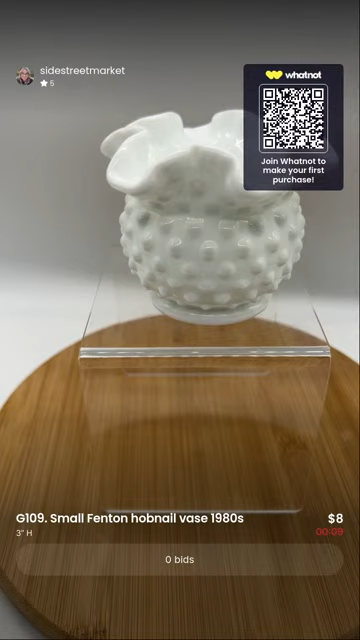 sidestreetmarket
5
whatnot
Join Whatnot to
make your first
purchase!
G109. Small Fenton hobnail vase 1980s
$8
3" H
00:09
0 bids